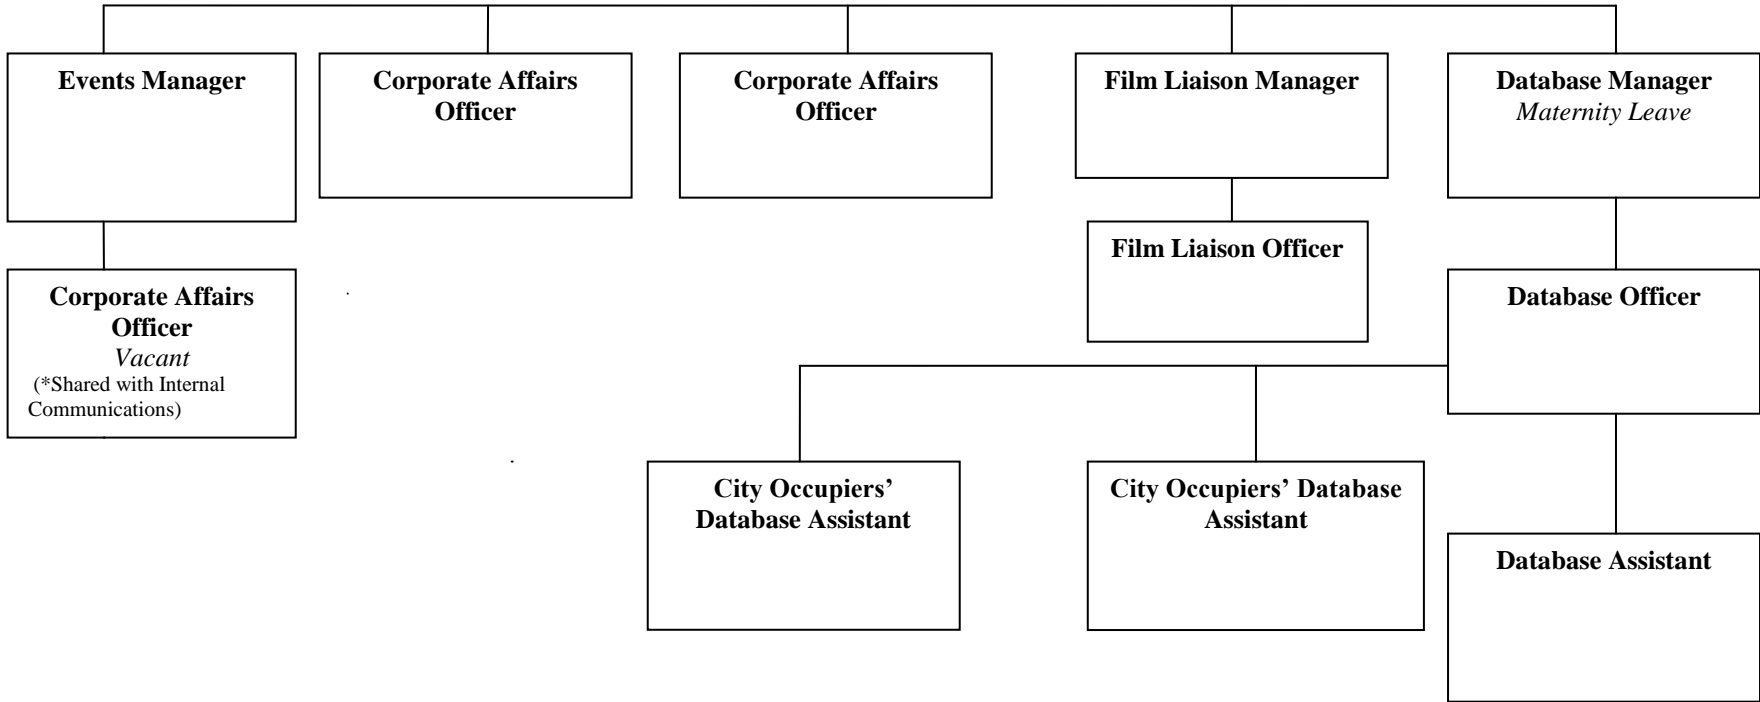 Events Manager
Corporate Affairs
Officer
Corporate Affairs
Officer
Film Liaison Manager
Database Manager
Maternity Leave
Film Liaison Officer
Corporate Affairs
Officer
Vacant
(*Shared with Internal
Communications)
Database Officer
City Occupiers’
Database Assistant
City Occupiers’ Database
Assistant
Database Assistant